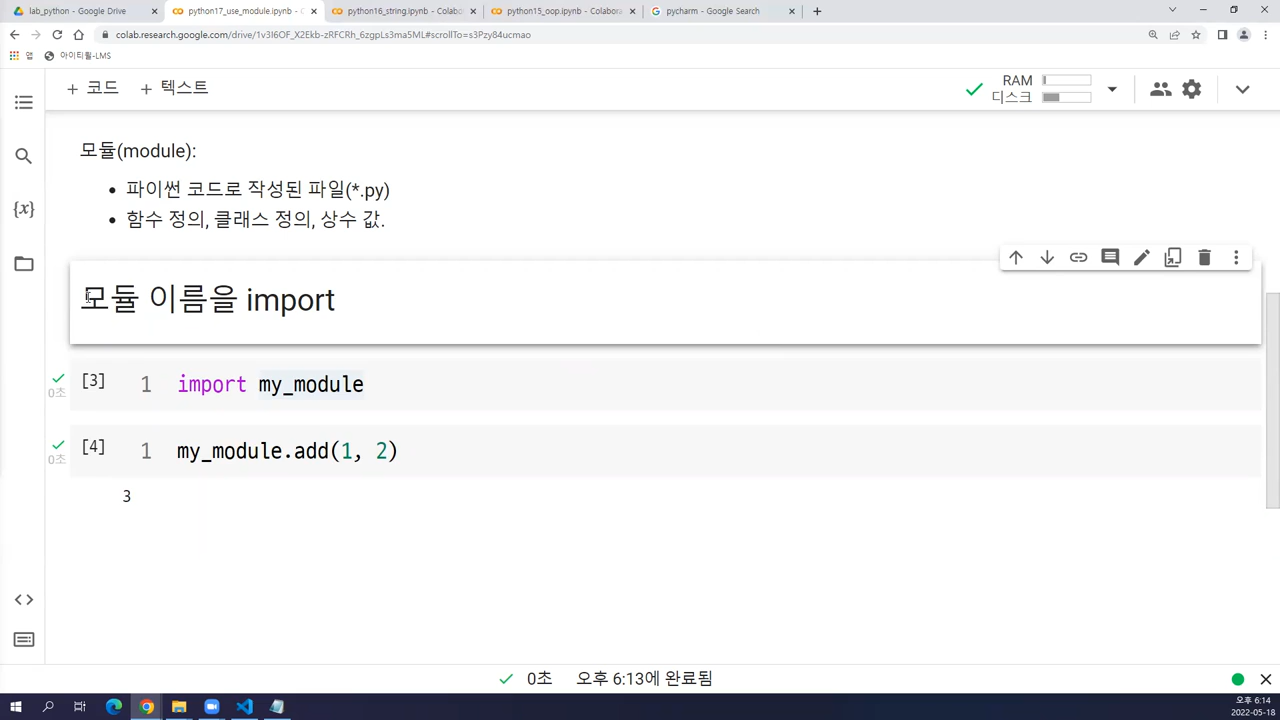 lab_python - Google Drive
python17_use_module.ipynb - C
python16_string.ipynb - Colabo
python15_oop.ipynb - Colabora
pycharm - Google Search
colab.research.google.com/drive/1v3I6OF_X2Ekb-zRFCRh_6zgpLs3ma5ML#scrollTo=s3Pzy84ucmao
앱
아이티윌-LMS
+ 코드
+ 텍스트
RAM
디스크
모듈(module):
• 파이썬 코드로 작성된 파일(*.py)
• 함수 정의, 클래스 정의, 상수 값.
모듈 이름을 import
{x}
0초
[3] 1 import my_module
0초
[4] 1 my_module.add(1, 2)
3
0초 오후 6:13에 완료됨
오후 6:14
2022-05-18